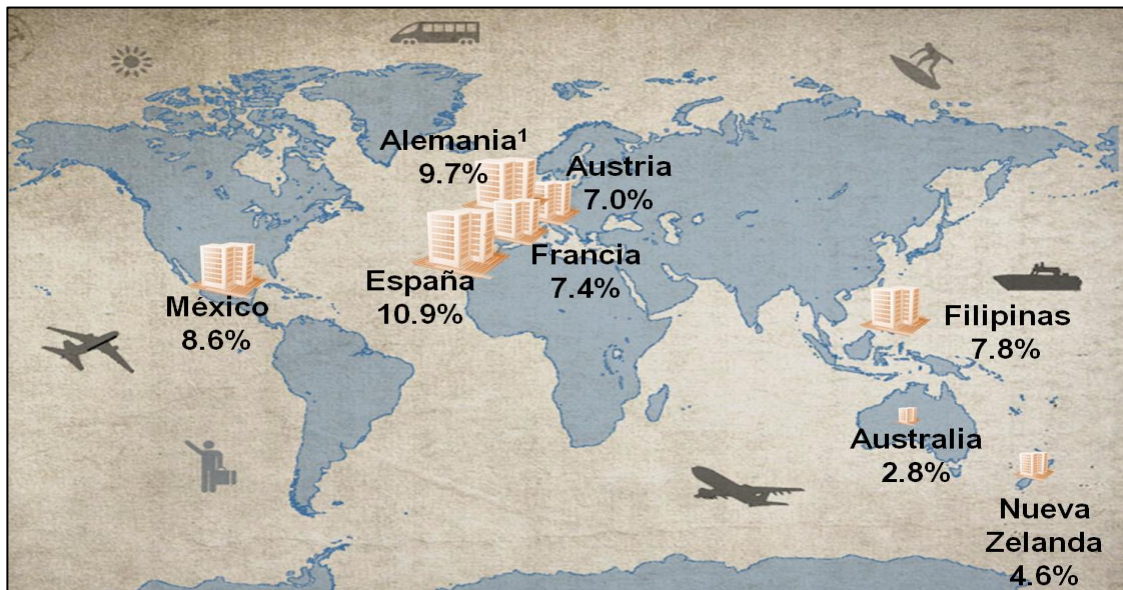 Alemania¹
9.7%
Austria
7.0%
Francia
7.4%
España
10.9%
México
8.6%
Filipinas
7.8%
Australia
2.8%
Nueva
Zelanda
4.6%